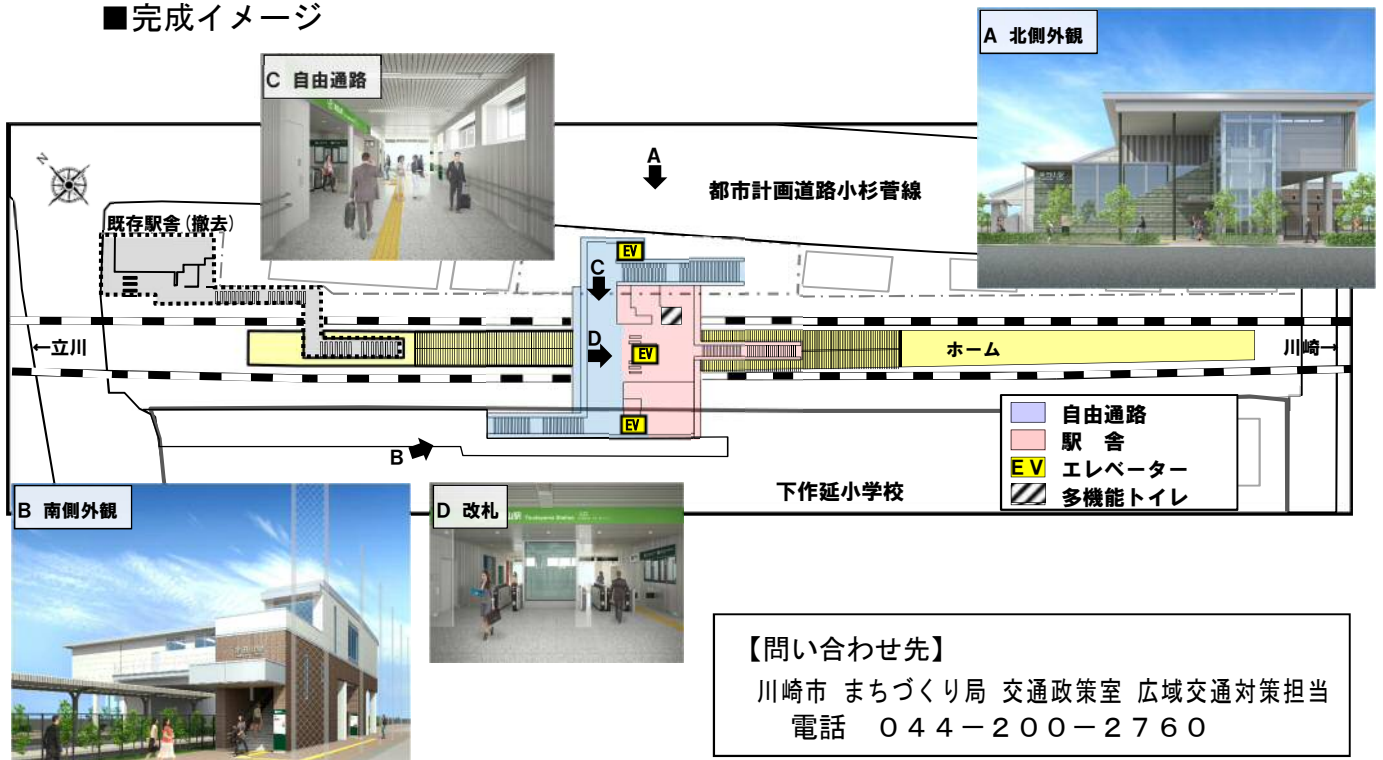 ■完成イメージ
A 北側外観
C 自由通路
A
都市計画道路小杉菅線
N
既存駅舎(撤去)
EV
C
D
EV
←立川
ホーム
川崎→
EV
B
自由通路
駅 舎
EV エレベーター
多機能トイレ
下作延小学校
B 南側外観
D 改札
【問い合わせ先】
川崎市 まちづくり局 交通政策室 広域交通対策担当
電話 044-200-2760